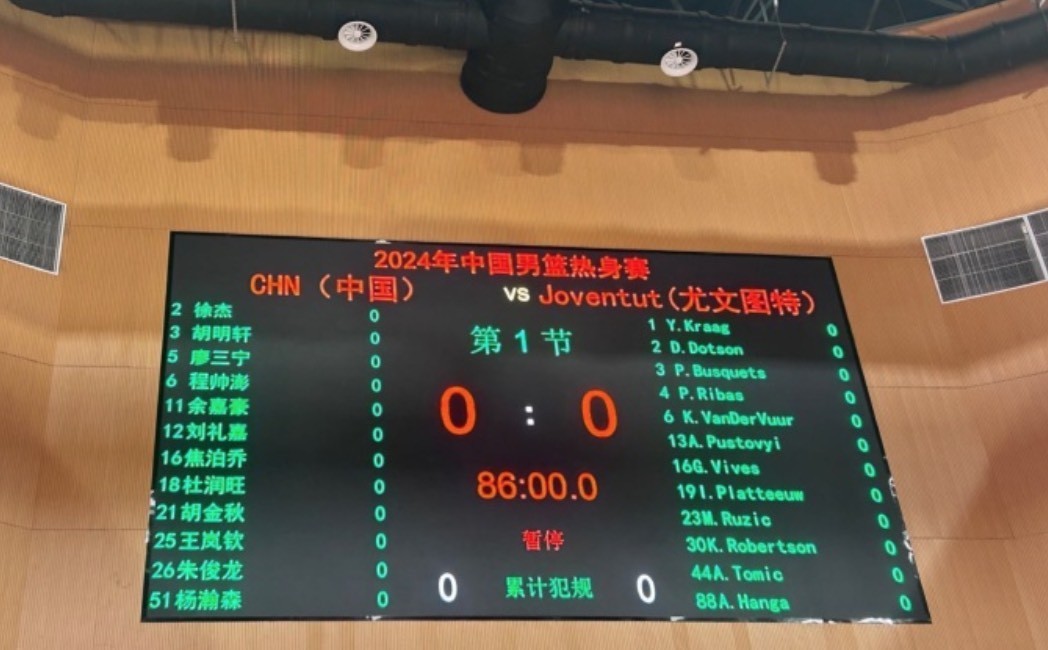 2024年中国男篮热身赛
CHN（中国） vs Joventut(尤文图特)
第 1 节
0 : 0
86:00.0
暂停
0 累计犯规 0
2 徐杰 0
3 胡明轩 0
5 廖三宁 0
6 程帅澎 0
11余嘉豪 0
12刘礼嘉 0
16焦泊乔 0
18杜润旺 0
21胡金秋 0
25王岚钦 0
26朱俊龙 0
51杨瀚森 0
1 Y.Kraag 0
2 D.Dotson 0
3 P.Busquets 0
4 P.Ribas 0
6 K.VanDerVuur 0
13A.Pustovyi 0
16G.Vives 0
19I.Platteeuw 0
23M.Ruzic 0
30K.Robertson 0
44A.Tomic 0
88A.Hanga 0